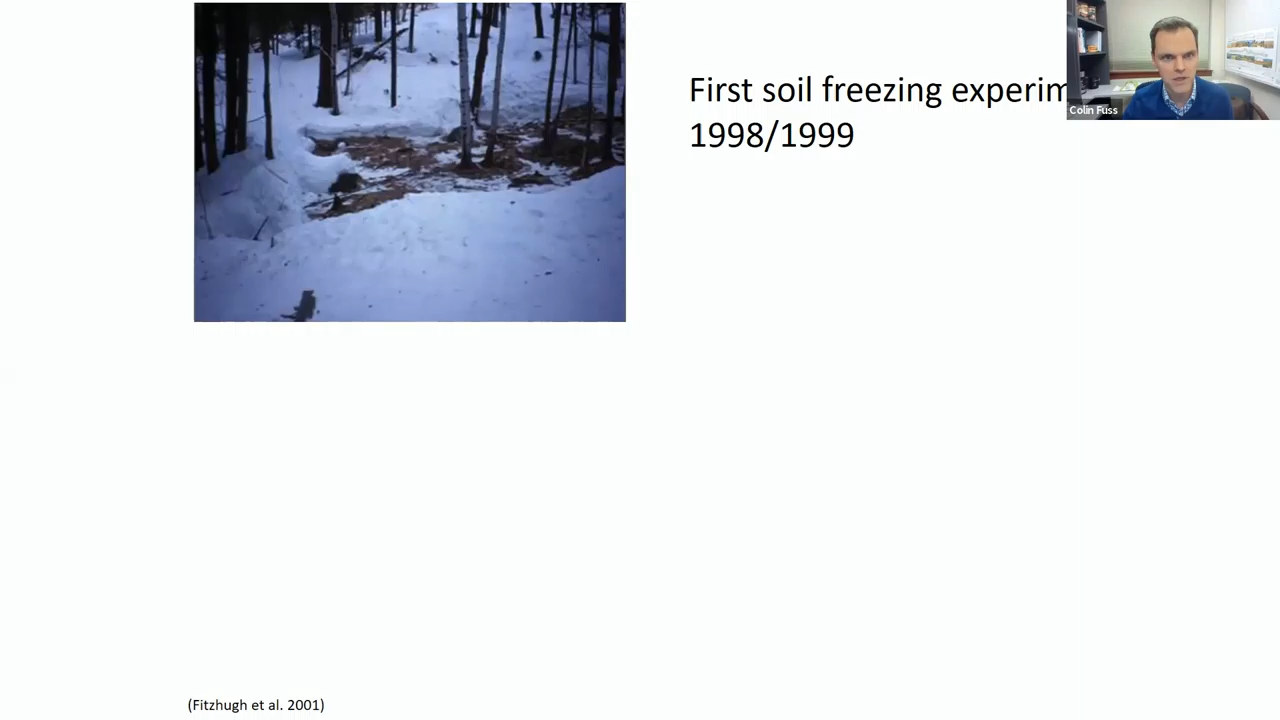 First soil freezing experim
1998/1999
Colin Fuss
(Fitzhugh et al. 2001)